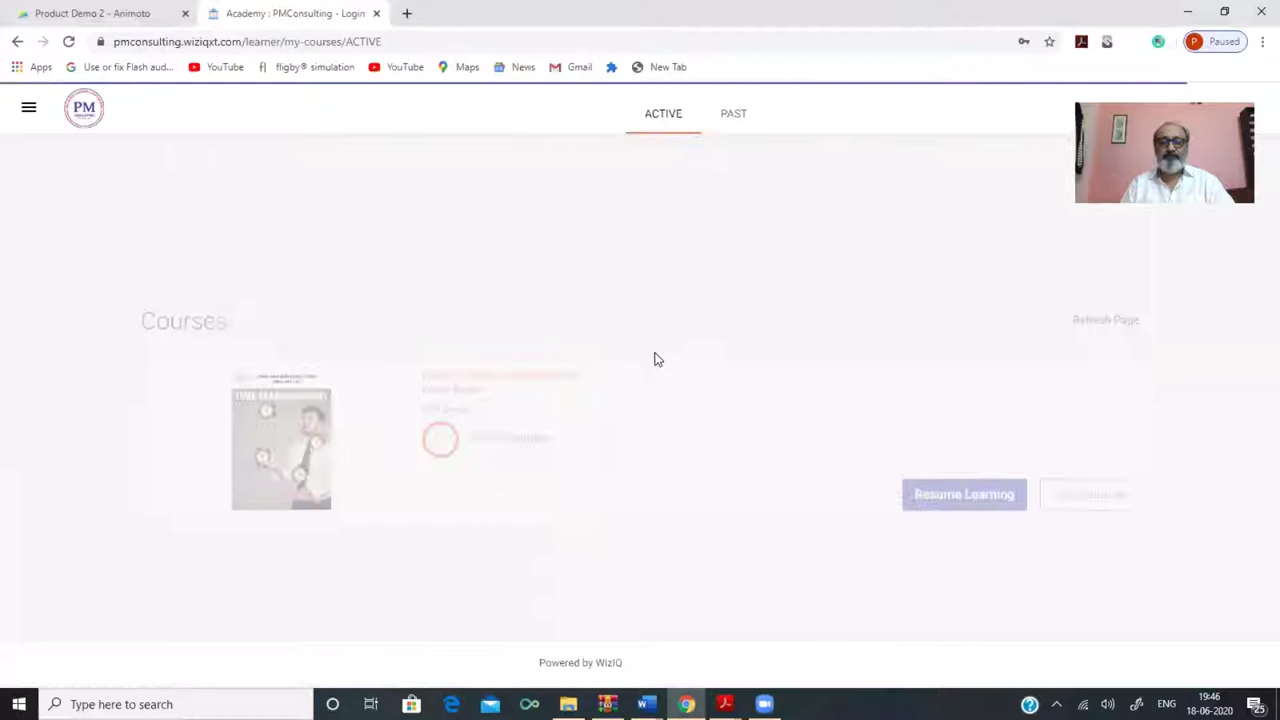 Product Demo 2 - Animoto
Academy : PMConsulting - Login
pmconsulting.wiziqxt.com/learner/my-courses/ACTIVE
P Paused
Apps
Use or fix Flash aud...
YouTube
fligby® simulation
YouTube
Maps
News
Gmail
New Tab
PM
ACTIVE
PAST
Courses
Refresh Page
Resume Learning
Powered by WizIQ
Type here to search
ENG
19:46
18-06-2020
25